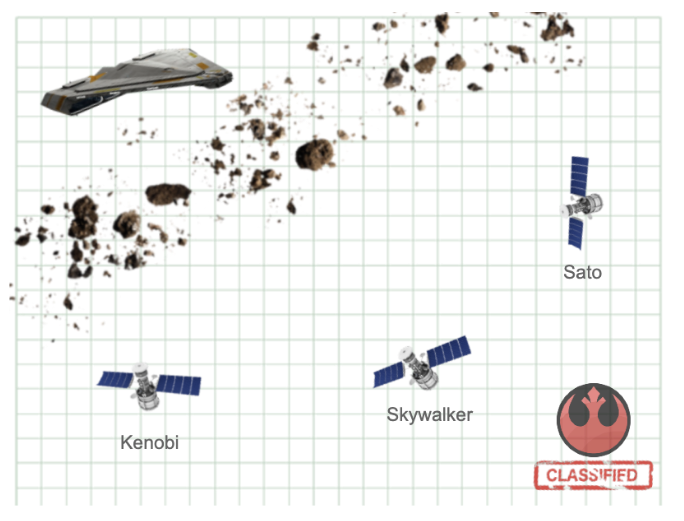 Sato
Skywalker
Kenobi
CLASSIFIED